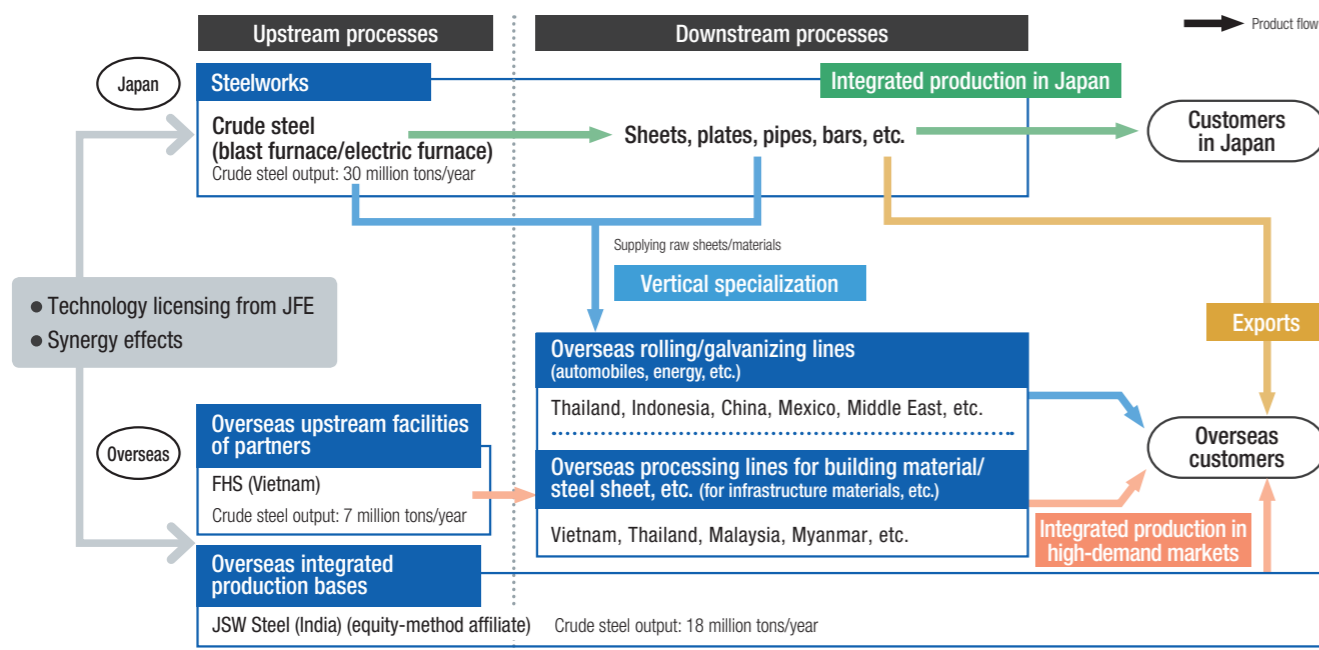 Upstream processes
Downstream processes
Product flow
Japan
Steelworks
Integrated production in Japan
Crude steel
(blast furnace/electric furnace)
Crude steel output: 30 million tons/year
Sheets, plates, pipes, bars, etc.
Customers
in Japan
Supplying raw sheets/materials
Vertical specialization
● Technology licensing from JFE
● Synergy effects
Exports
Overseas rolling/galvanizing lines
(automobiles, energy, etc.)
Thailand, Indonesia, China, Mexico, Middle East, etc.
Overseas
Overseas upstream facilities
of partners
FHS (Vietnam)
Crude steel output: 7 million tons/year
Overseas processing lines for building material/
steel sheet, etc. (for infrastructure materials, etc.)
Vietnam, Thailand, Malaysia, Myanmar, etc.
Overseas
customers
Integrated production in
high-demand markets
Overseas integrated
production bases
JSW Steel (India) (equity-method affiliate) Crude steel output: 18 million tons/year